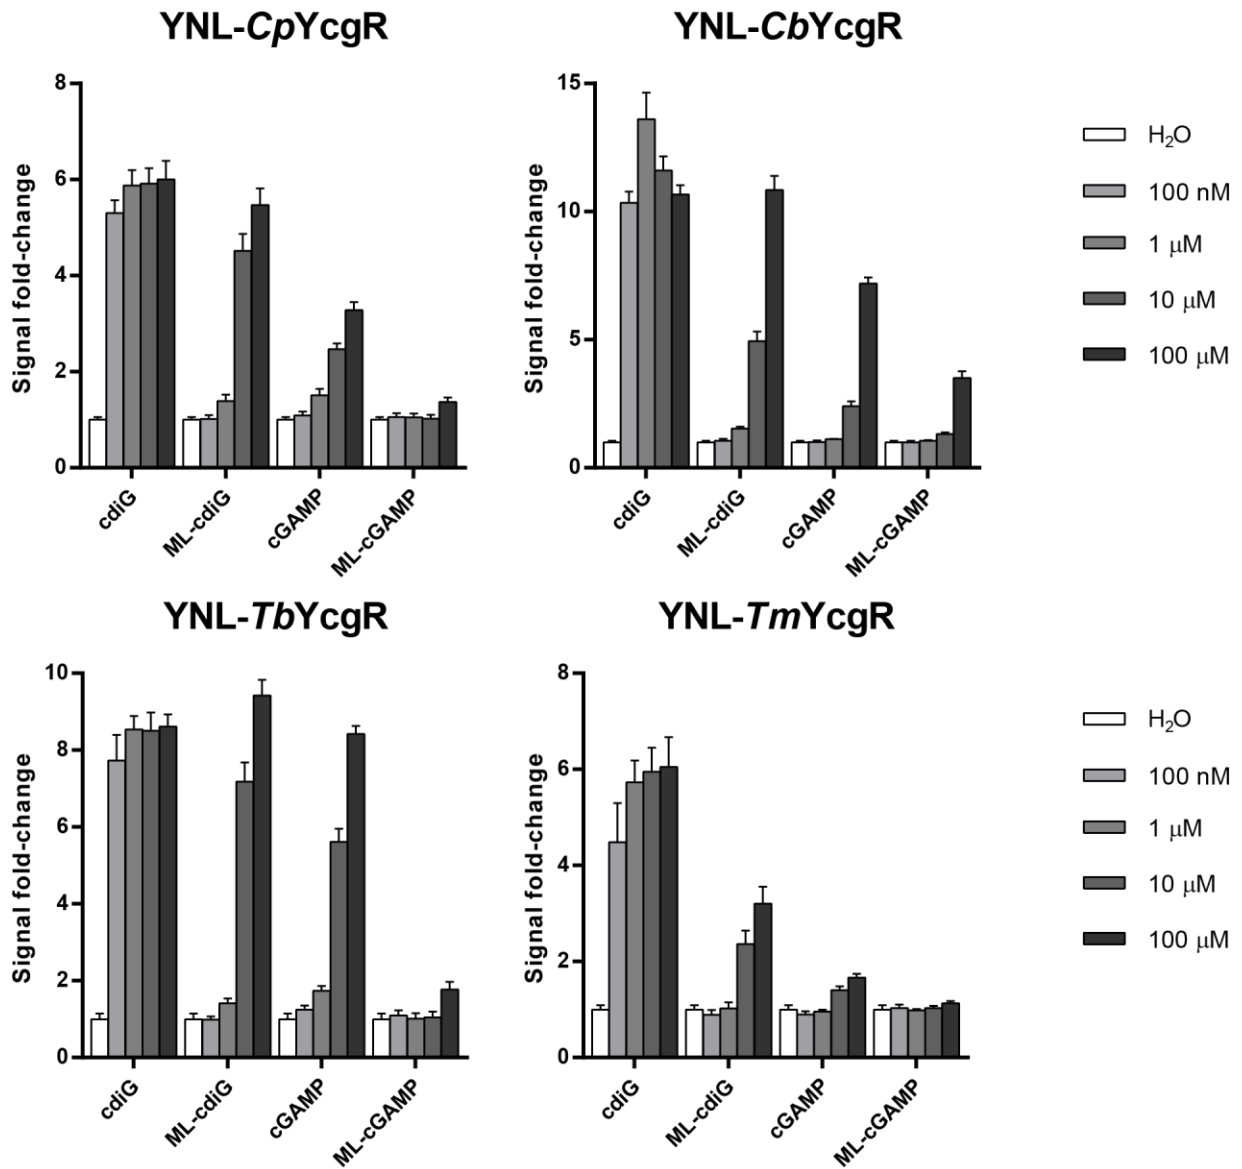 YNL-CpYcgR
8
6
4
2
0
Signal fold-change
cdiG
ML-cdiG
cGAMP
ML-cGAMP
YNL-CbYcgR
15
10
5
0
Signal fold-change
cdiG
ML-cdiG
cGAMP
ML-cGAMP
H₂O
100 nM
1 μM
10 μM
100 μM
YNL-TbYcgR
10
8
6
4
2
0
Signal fold-change
cdiG
ML-cdiG
cGAMP
ML-cGAMP
YNL-TmYcgR
8
6
4
2
0
Signal fold-change
cdiG
ML-cdiG
cGAMP
ML-cGAMP
H₂O
100 nM
1 μM
10 μM
100 μM